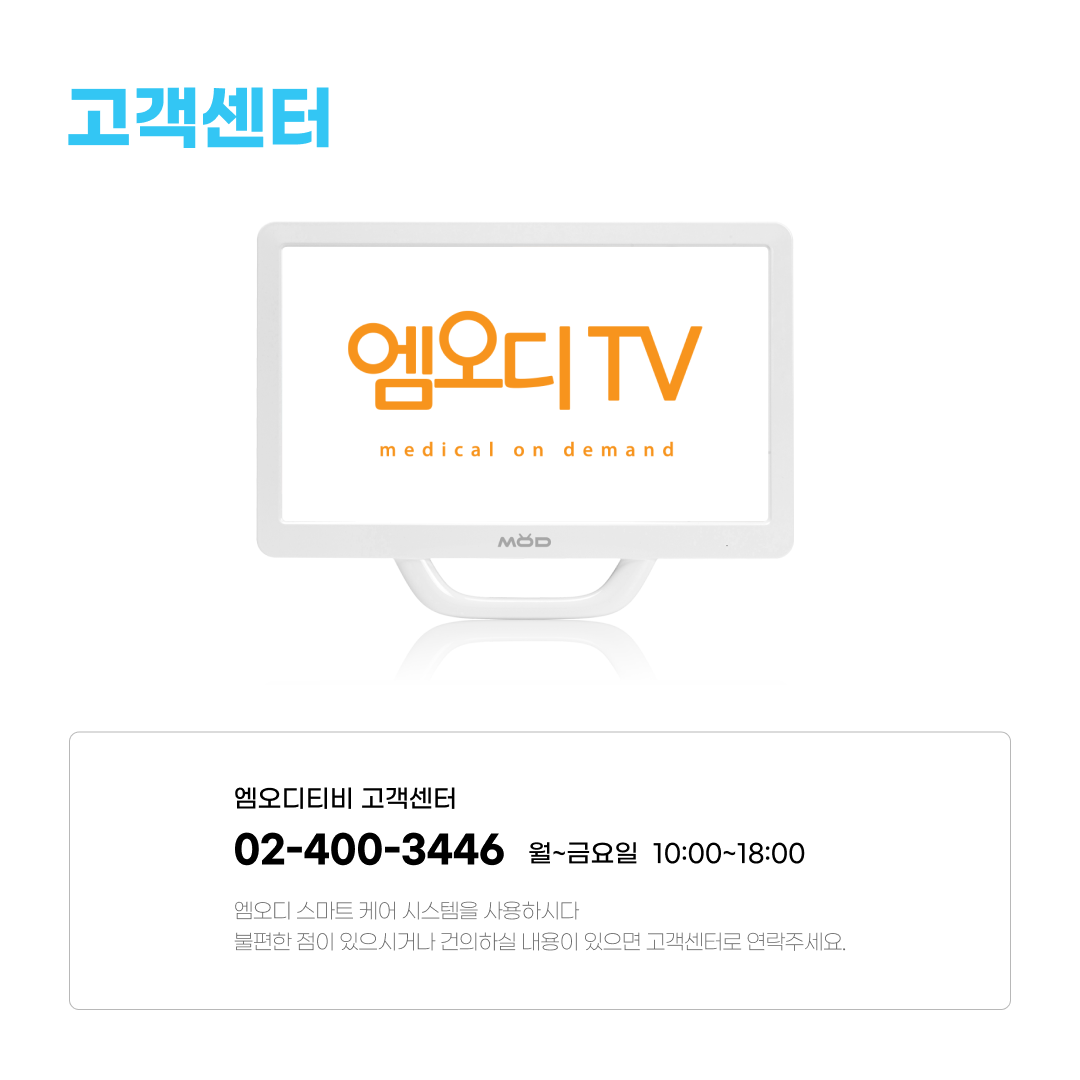 고객센터
엠오디 TV
medical on demand
MOD
엠오디티비 고객센터
02-400-3446 월~금요일 10:00~18:00
엠오디 스마트 케어 시스템을 사용하시다
불편한 점이 있으시거나 건의하실 내용이 있으면 고객센터로 연락주세요.